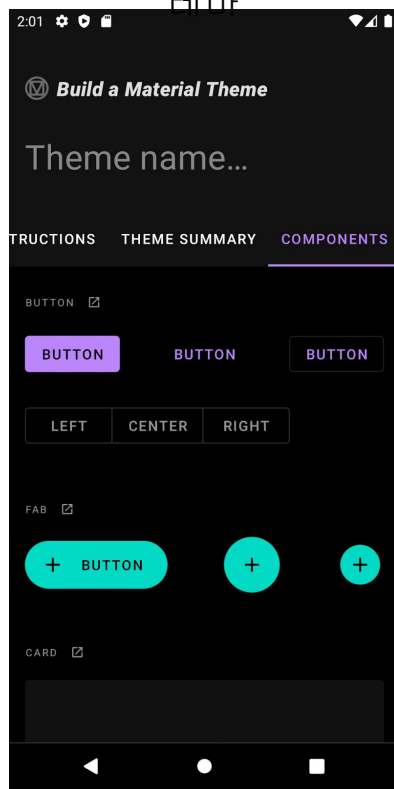 2:01
Build a Material Theme
Theme name…
TRUCTIONS THEME SUMMARY COMPONENTS
BUTTON
BUTTON BUTTON BUTTON
LEFT CENTER RIGHT
FAB
+ BUTTON + +
CARD